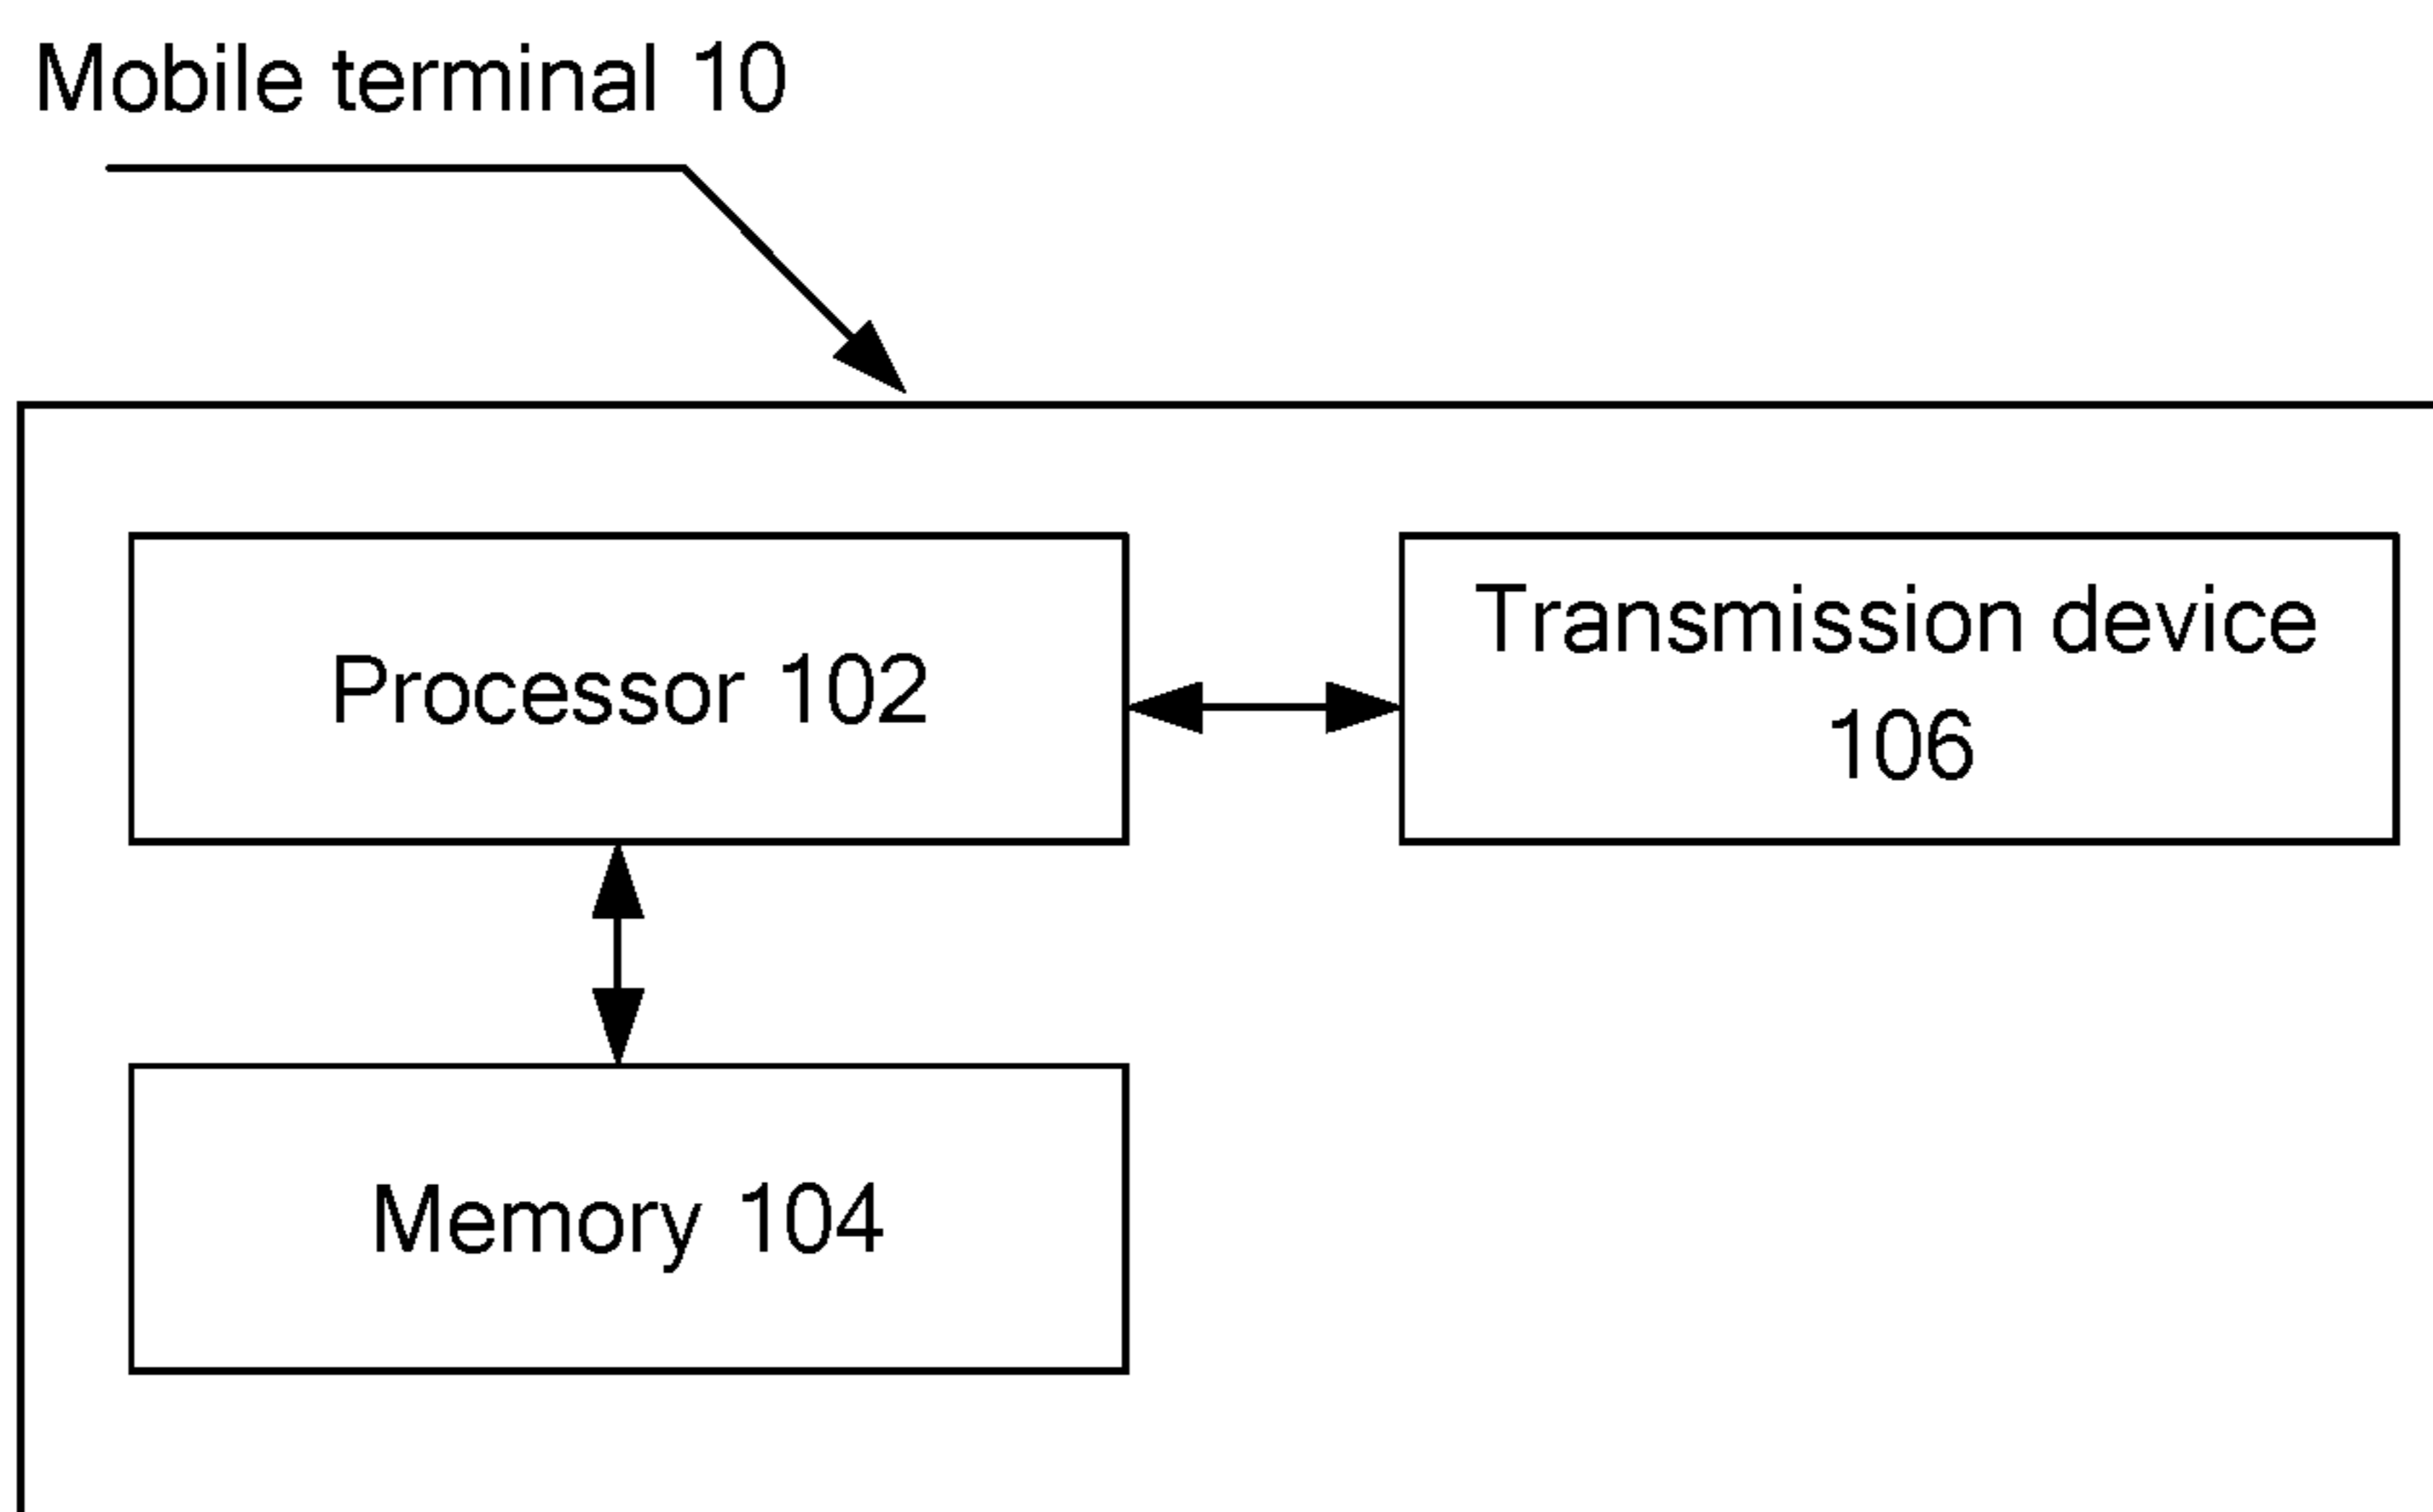 Mobile terminal 10
Processor 102
Transmission device
106
Memory 104